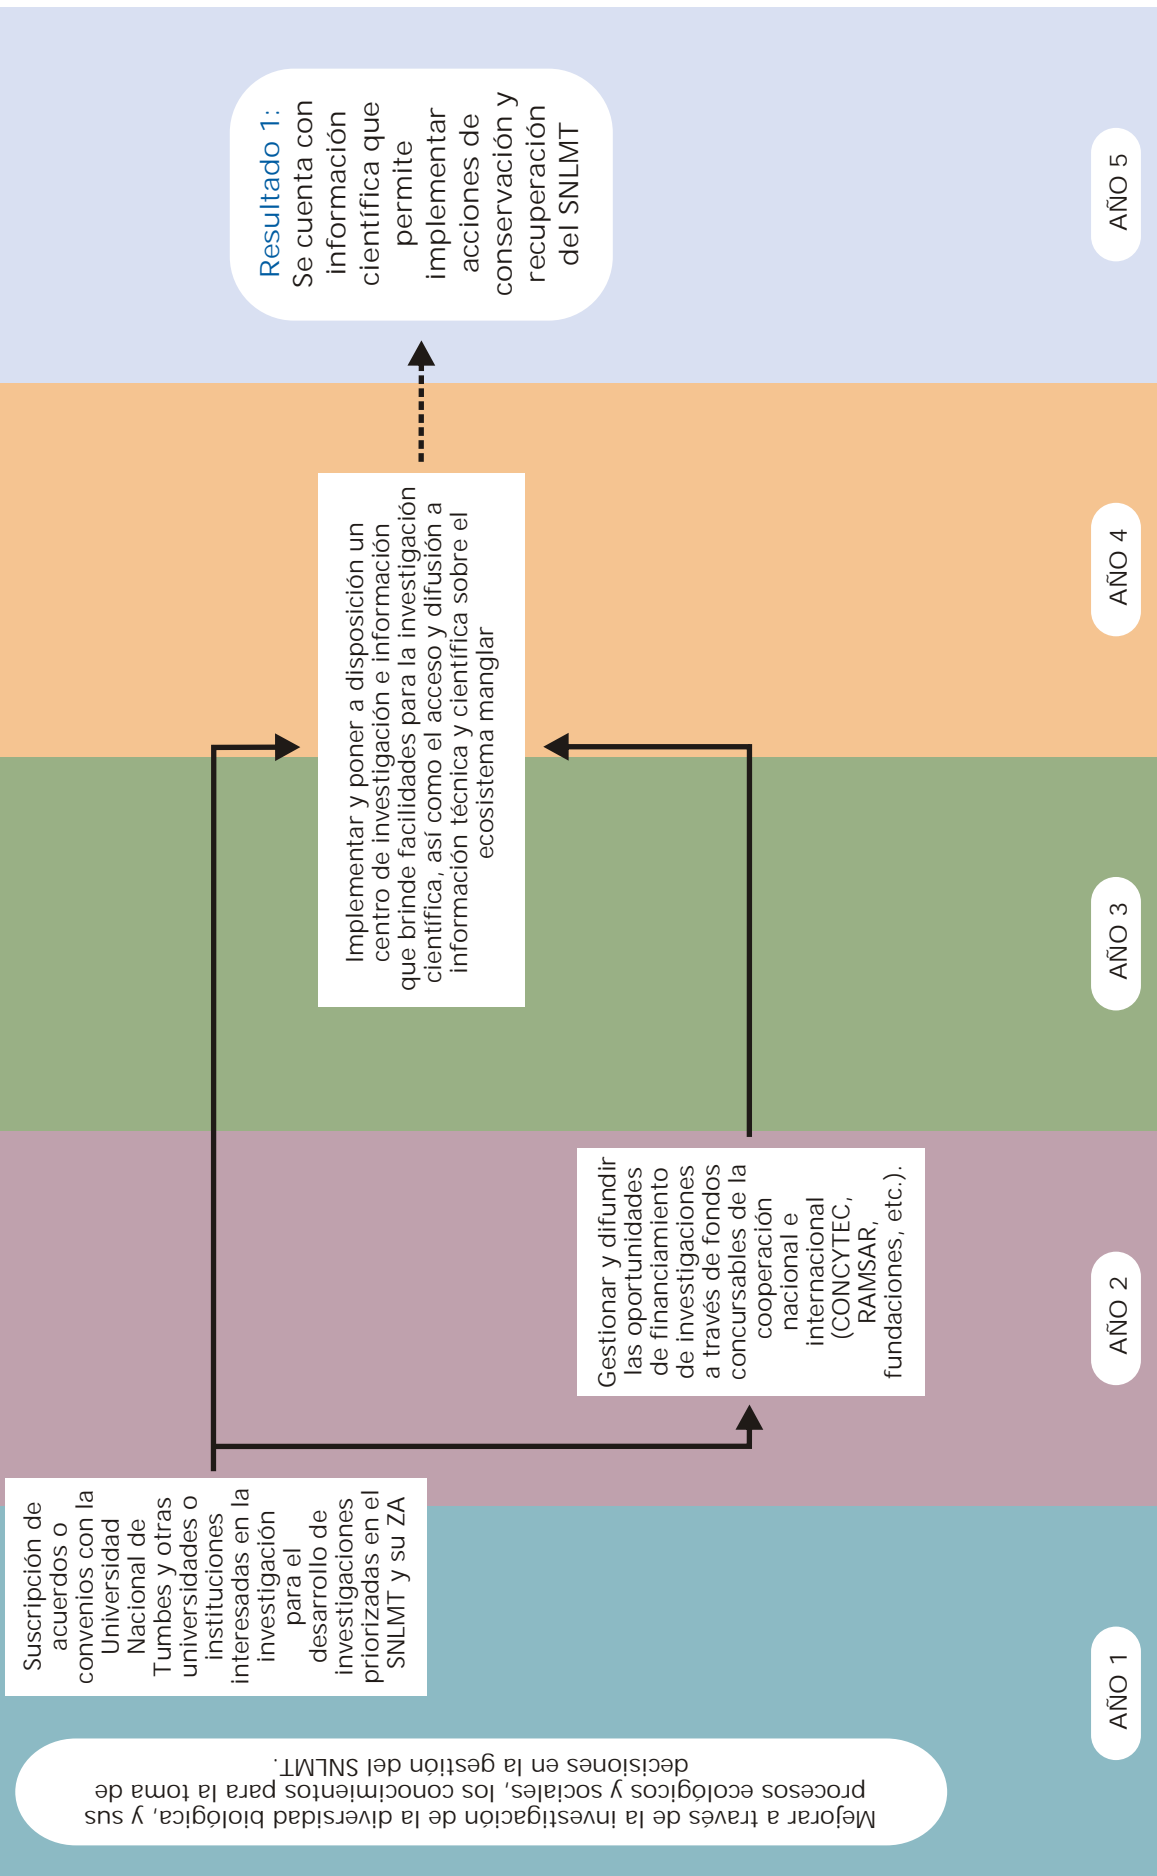 Mejorar a través de la investigación de la diversidad biológica, y sus
procesos ecológicos y sociales, los conocimientos para la toma de
decisiones en la gestión del SNLMT.
Suscripción de
acuerdos o
convenios con la
Universidad
Nacional de
Tumbes y otras
universidades o
instituciones
interesadas en la
investigación
para el
desarrollo de
investigaciones
priorizadas en el
SNLMT y su ZA
Gestionar y difundir
las oportunidades
de financiamiento
de investigaciones
a través de fondos
concursables de la
cooperación
nacional e
internacional
(CONCYTEC,
RAMSAR,
fundaciones, etc.).
Implementar y poner a disposición un
centro de investigación e información
que brinde facilidades para la investigación
científica, así como el acceso y difusión a
información técnica y científica sobre el
ecosistema manglar
Resultado 1:
Se cuenta con
información
científica que
permite
implementar
acciones de
conservación y
recuperación
del SNLMT
AÑO 1
AÑO 2
AÑO 3
AÑO 4
AÑO 5